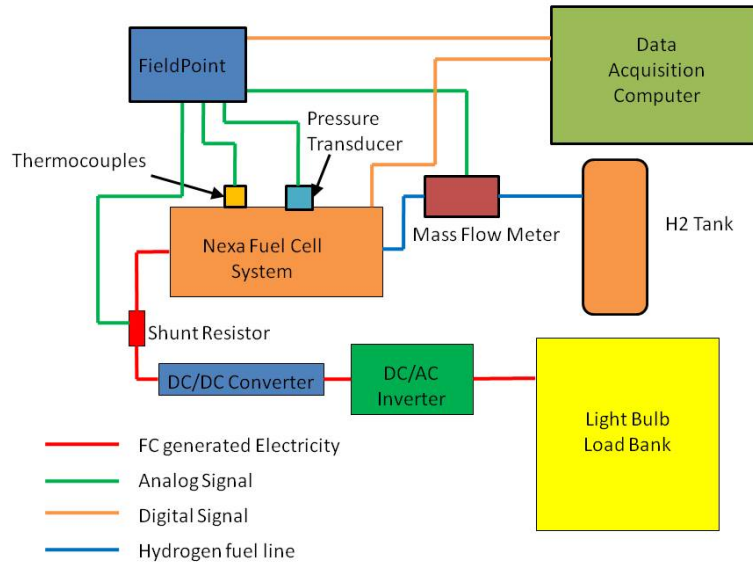 FieldPoint
Data
Acquisition
Computer
Pressure
Transducer
Thermocouples
Nexa Fuel Cell
System
Mass Flow Meter
H2 Tank
Shunt Resistor
DC/DC Converter
DC/AC
Inverter
Light Bulb
Load Bank
FC generated Electricity
Analog Signal
Digital Signal
Hydrogen fuel line